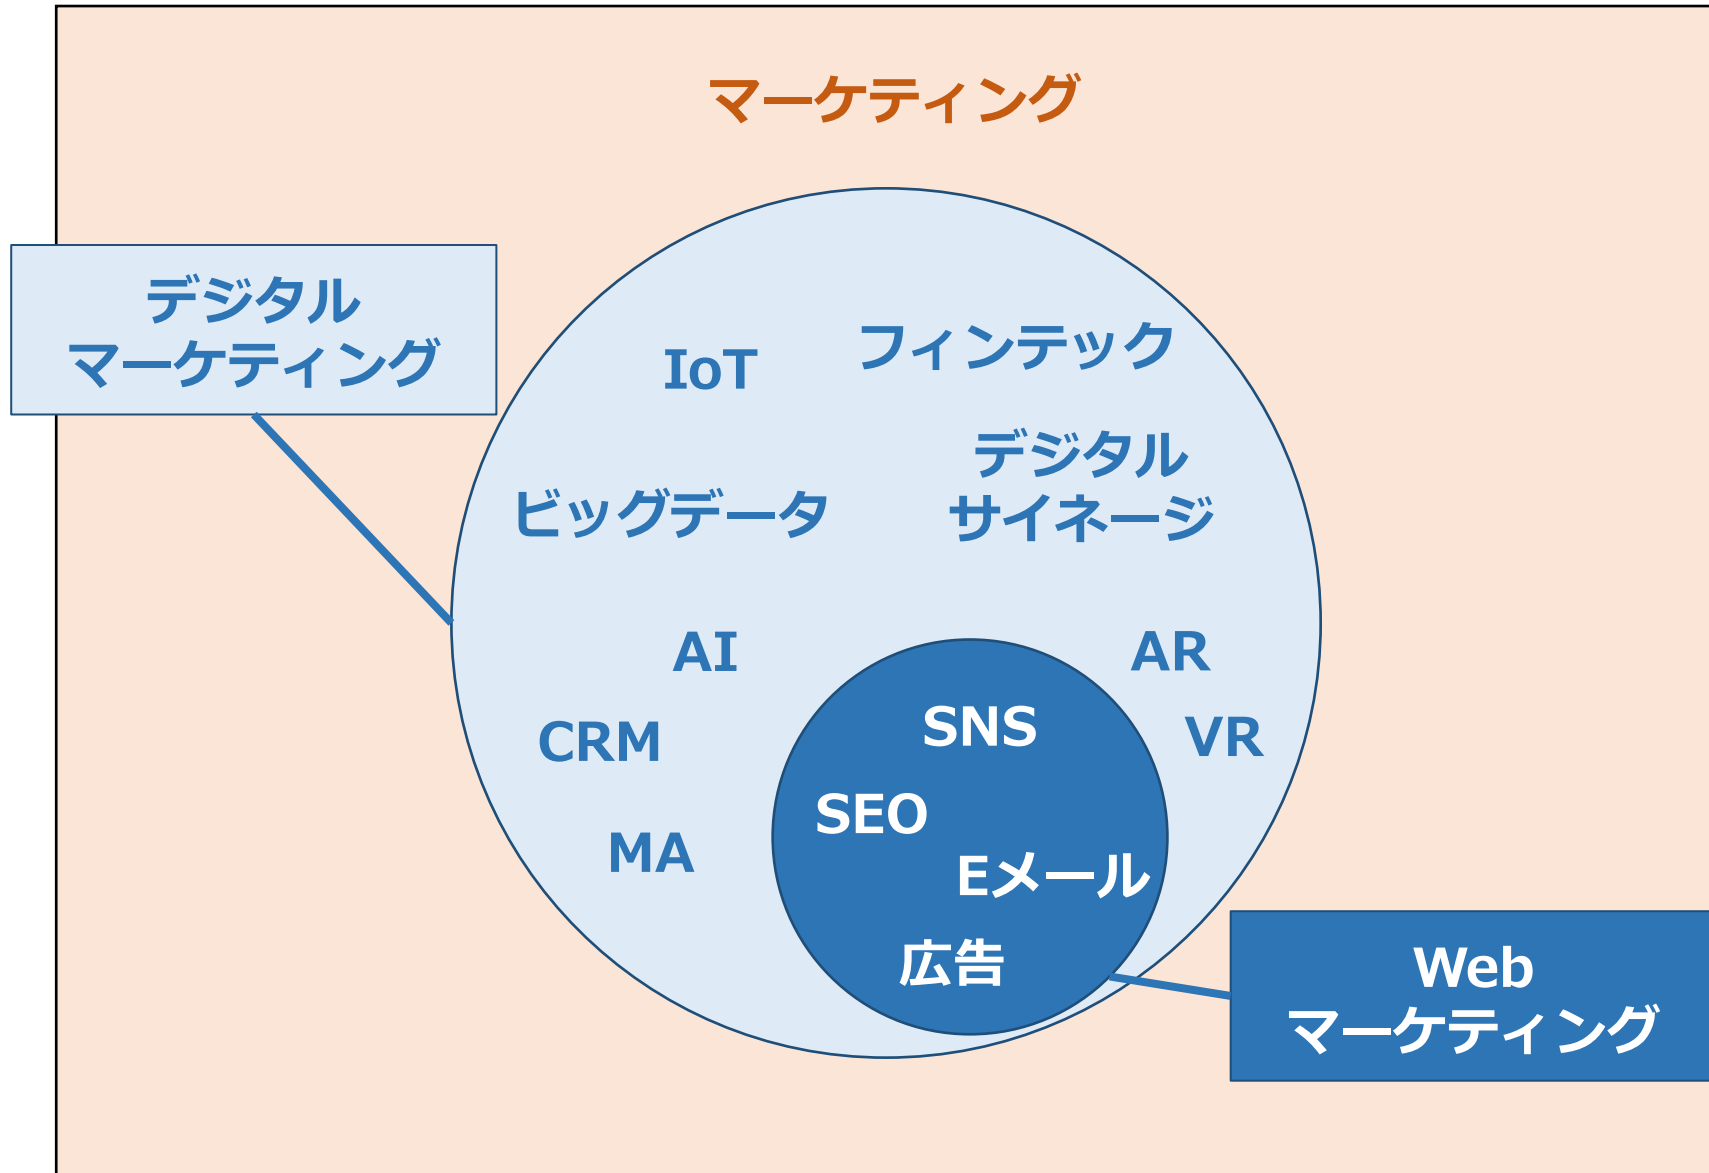 マーケティング
デジタル
マーケティング
IoT
フィンテック
デジタル
サイネージ
ビッグデータ
AI
AR
CRM
VR
MA
SNS
SEO
Eメール
広告
Web
マーケティング